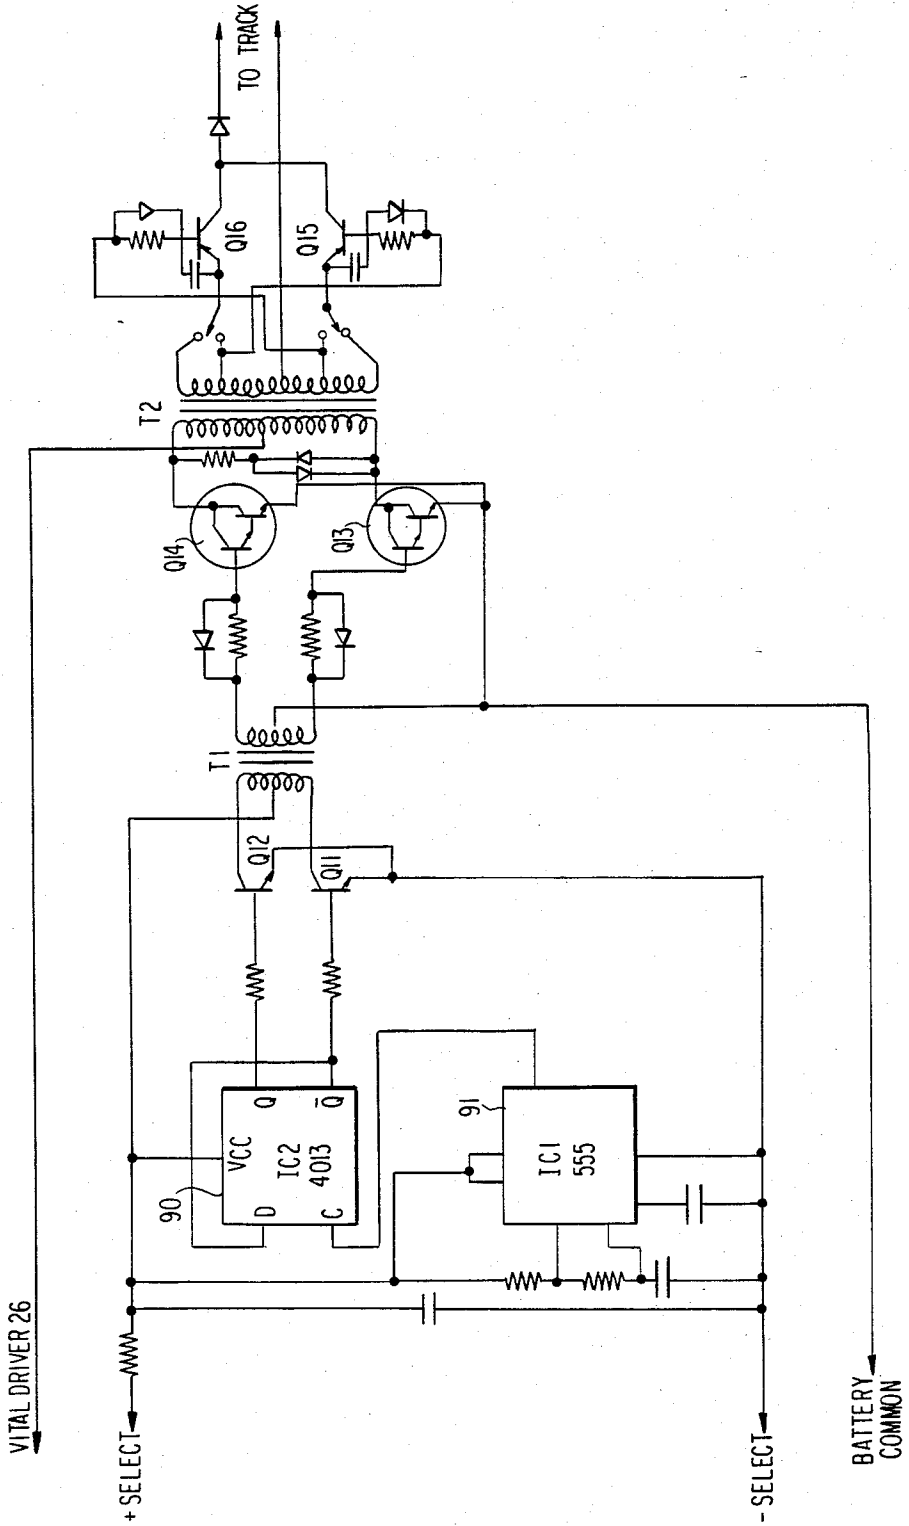 VITAL DRIVER 26
+ SELECT
- SELECT
BATTERY
COMMON
90
VCC
D
Q
IC2
4013
C
Q̅
91
IC1
555
Q12
Q11
T1
Q14
Q13
T2
Q16
Q15
TO TRACK